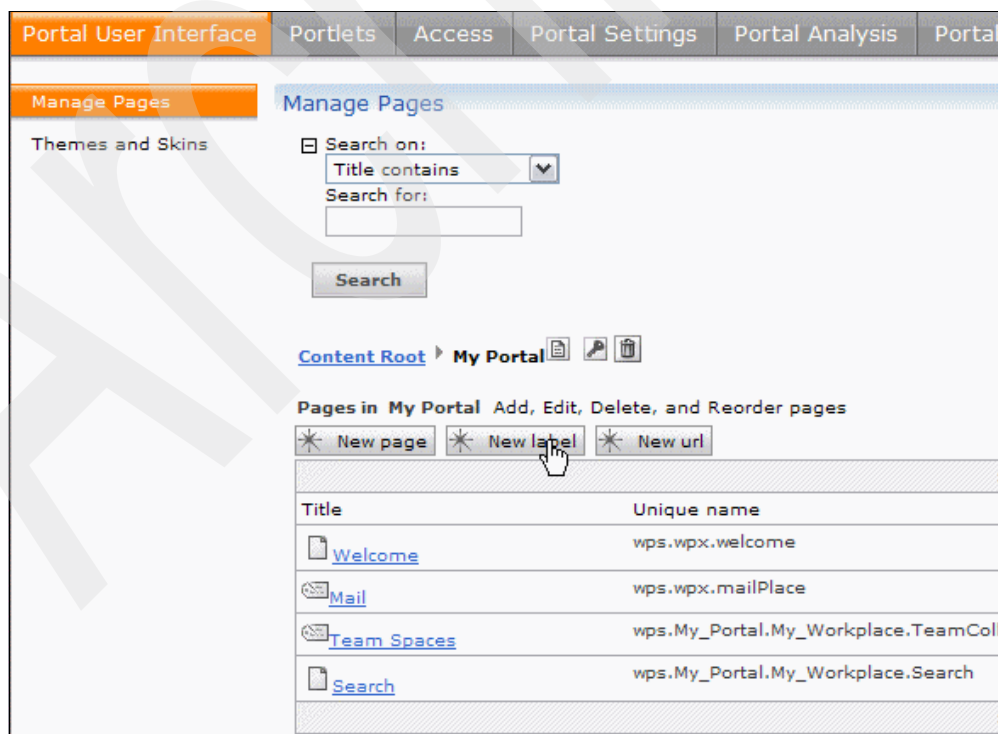 Portal User Interface Portlets Access Portal Settings Portal Analysis Portal
Manage Pages
Themes and Skins
Manage Pages
Search on:
Title contains
Search for:
Search
Content Root My Portal
Pages in My Portal Add, Edit, Delete, and Reorder pages
New page New label New url
Title Unique name
Welcome wps.wpx.welcome
Mail wps.wpx.mailPlace
Team Spaces wps.My_Portal.My_Workplace.TeamColl
Search wps.My_Portal.My_Workplace.Search